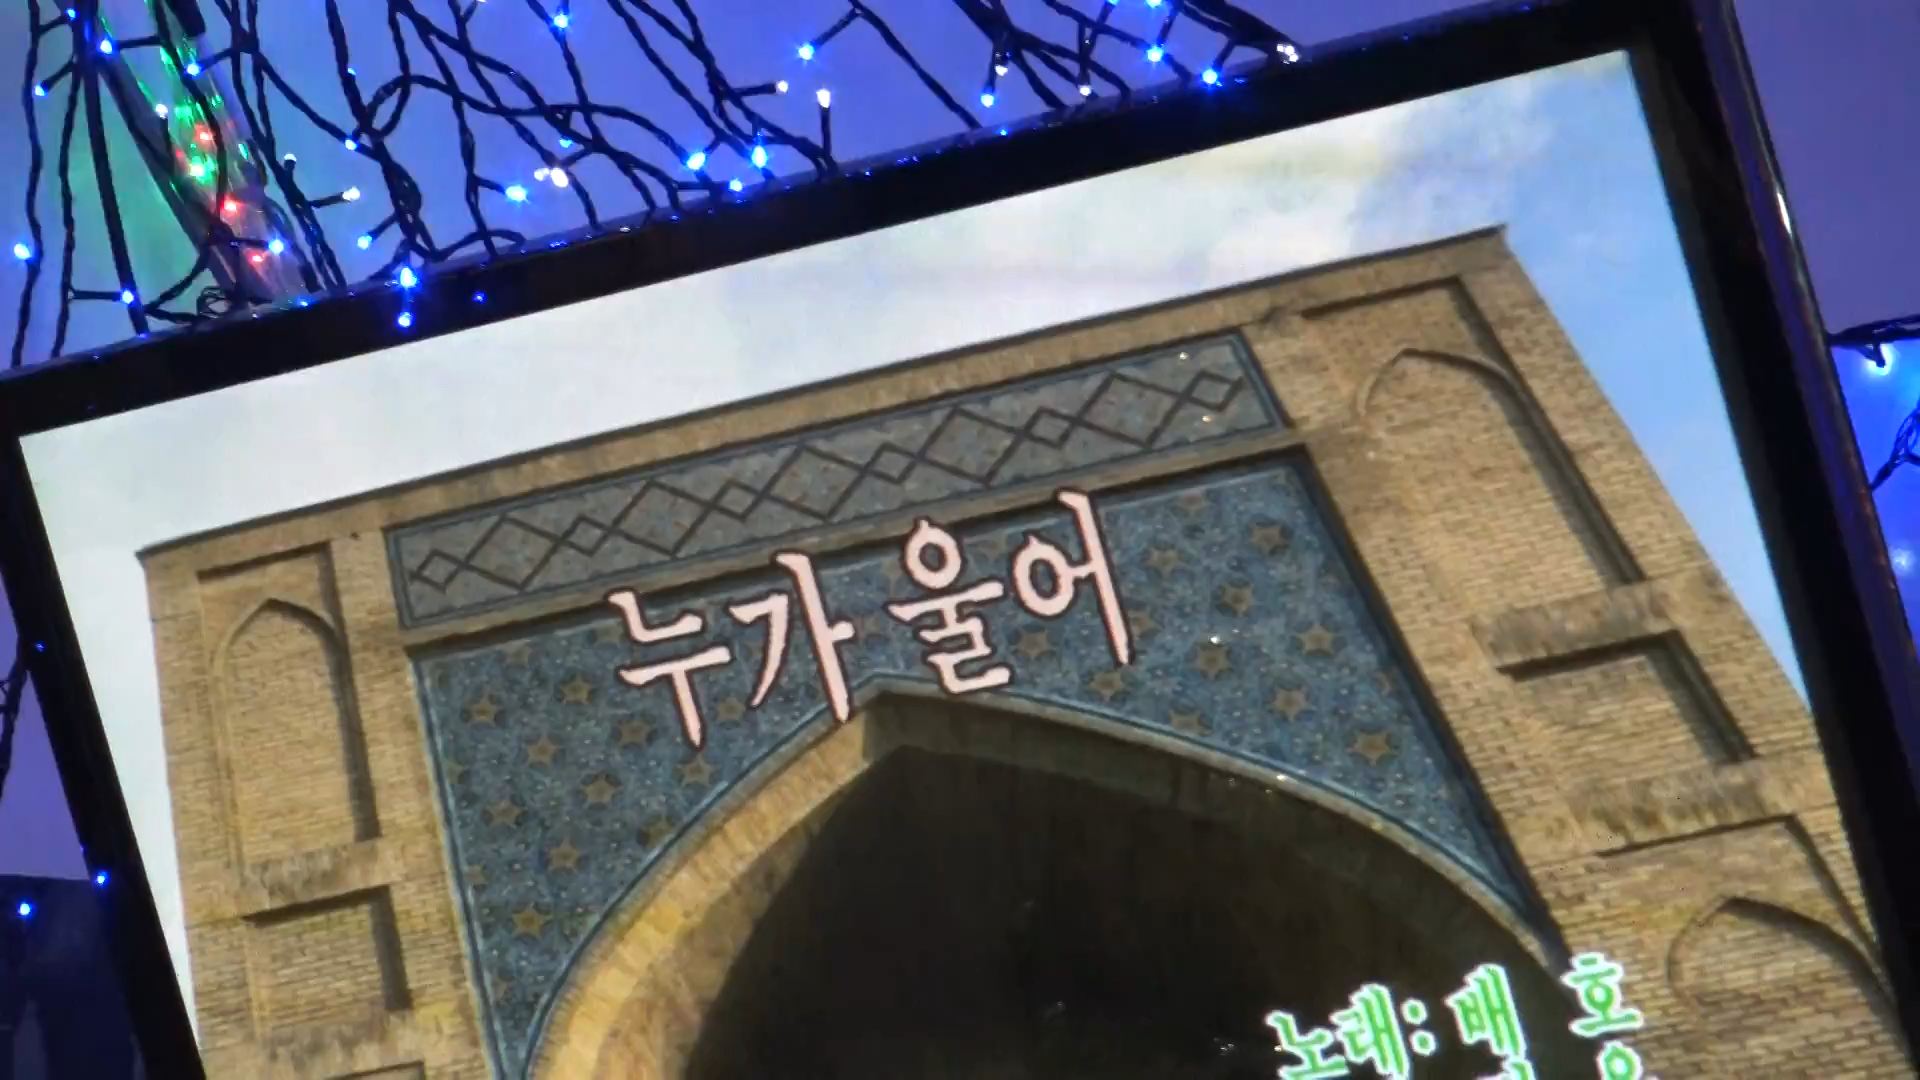 누가 울어
노래: 배 호